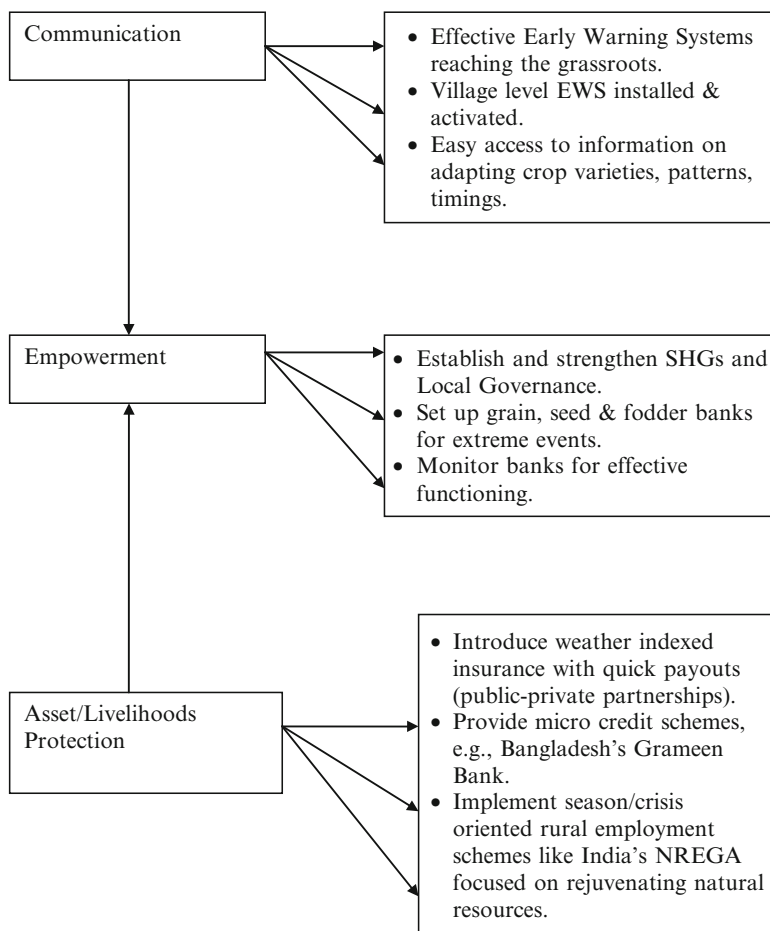 Communication
• Effective Early Warning Systems
reaching the grassroots.
• Village level EWS installed &
activated.
• Easy access to information on
adapting crop varieties, patterns,
timings.
Empowerment
• Establish and strengthen SHGs and
Local Governance.
• Set up grain, seed & fodder banks
for extreme events.
• Monitor banks for effective
functioning.
Asset/Livelihoods
Protection
• Introduce weather indexed
insurance with quick payouts
(public-private partnerships).
• Provide micro credit schemes,
e.g., Bangladesh’s Grameen
Bank.
• Implement season/crisis
oriented rural employment
schemes like India’s NREGA
focused on rejuvenating natural
resources.